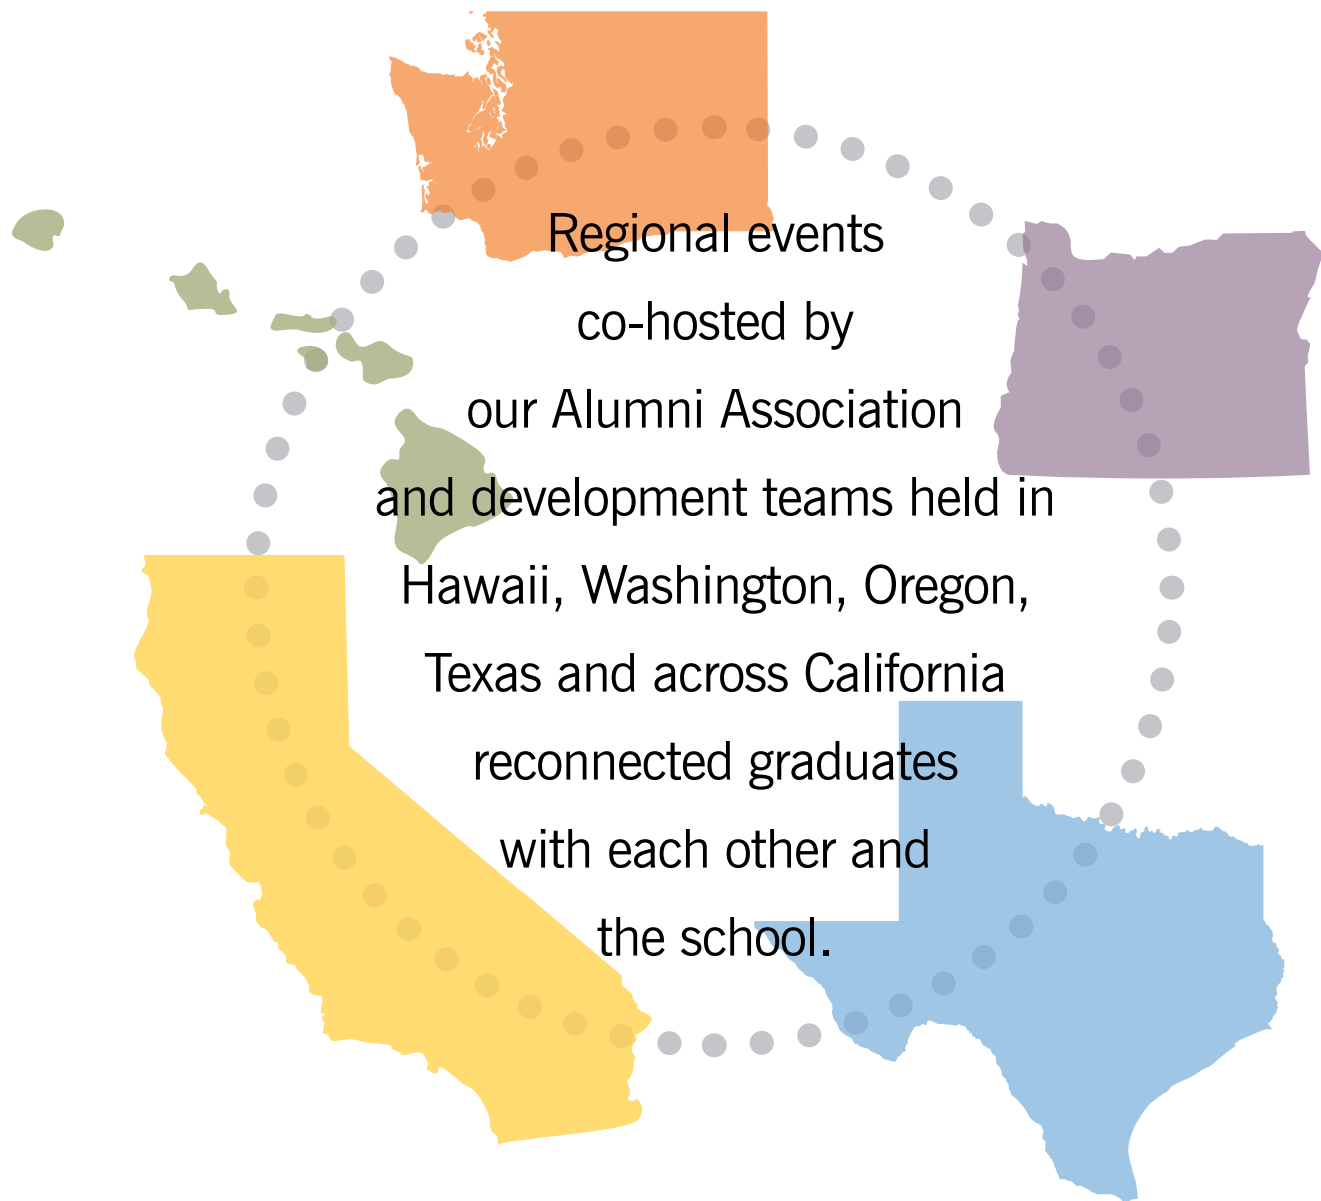 Regional events
co-hosted by
our Alumni Association
and development teams held in
Hawaii, Washington, Oregon,
Texas and across California
reconnected graduates
with each other and
the school.